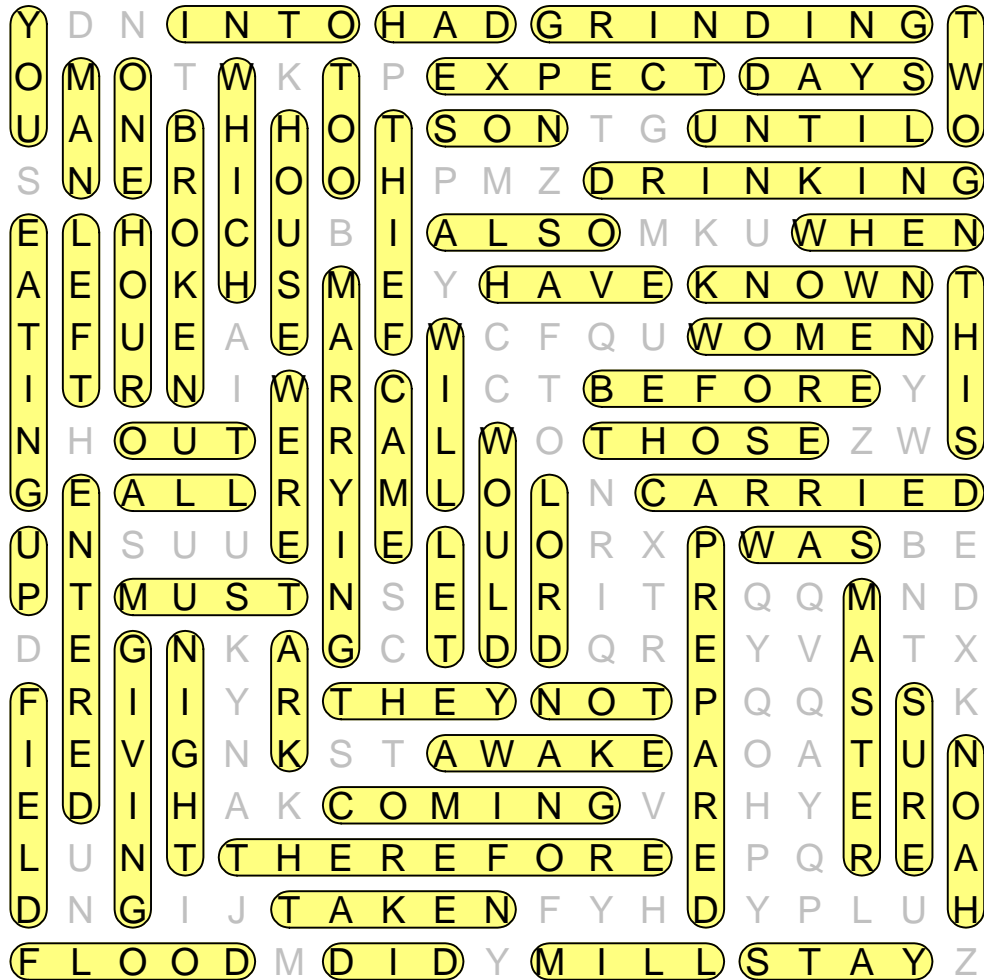 Y D N I N T O H A D G R I N D I N G T
O M O T W K T P E X P E C T D A Y S W
U A N B H H O T S O N T G U N T I L O
S N E R I O O H P M Z D R I N K I N G
E L H O C U B I A L S O M K U W H E N
A E O K H S M E Y H A V E K N O W N T
T F U E A E A F W C F Q U W O M E N H
I T R N I W R C I C T B E F O R E Y I
N H O U T E R A L W O T H O S E Z W S
G E A L L R Y M L O L N C A R R I E D
U N S U U E I E L U O R X P W A S B E
P T M U S T N S E L R I T R Q Q M N D
D E G N K A G C T D D Q R E Y V A T X
F R I I Y R T H E Y N O T P Q Q S S K
I E V G N K S T A W A K E A O A T U N
E D I H A K C O M I N G V R H Y E R O
L U N T T H E R E F O R E E P Q R E A
D N G I J T A K E N F Y H D Y P L U H
F L O O D M D I D Y M I L L S T A Y Z